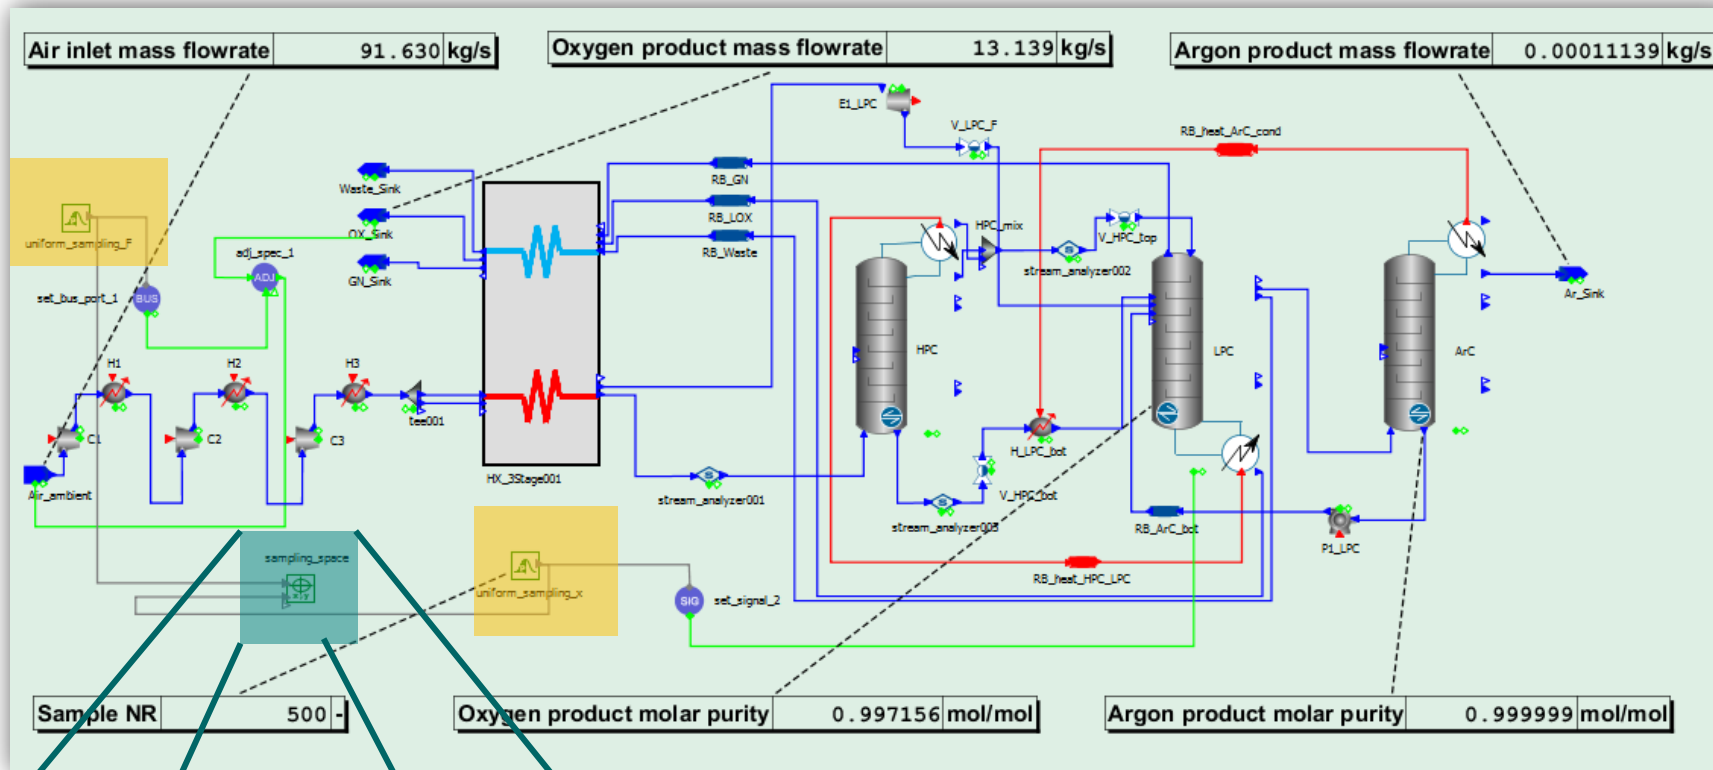 Air inlet mass flowrate 91.630 kg/s
Oxygen product mass flowrate 13.139 kg/s
Argon product mass flowrate 0.00011139 kg/s
E1_LPC
V_LPC_F
RB_heat_ArC_cond
Waste_Sink
RB_GN
uniform_sampling_F
OX_Sink
RB_LOX
HPC_mix
V_HPC_top
adj_spec_1
RB_Waste
stream_analyzer002
ADJ
GN_Sink
Ar_Sink
set_bus_port_1
BUS
HPC
LPC
ArC
H1
H2
H3
tee001
C1
C2
C3
H_LPC_bot
HX_3Stage001
Air_ambient
stream_analyzer001
V_HPC_bot
stream_analyzer003
RB_ArC_bot
P1_LPC
sampling_space
x|y
RB_heat_HPC_LPC
uniform_sampling_x
SIG
set_signal_2
Sample NR 500 -
Oxygen product molar purity 0.997156 mol/mol
Argon product molar purity 0.999999 mol/mol